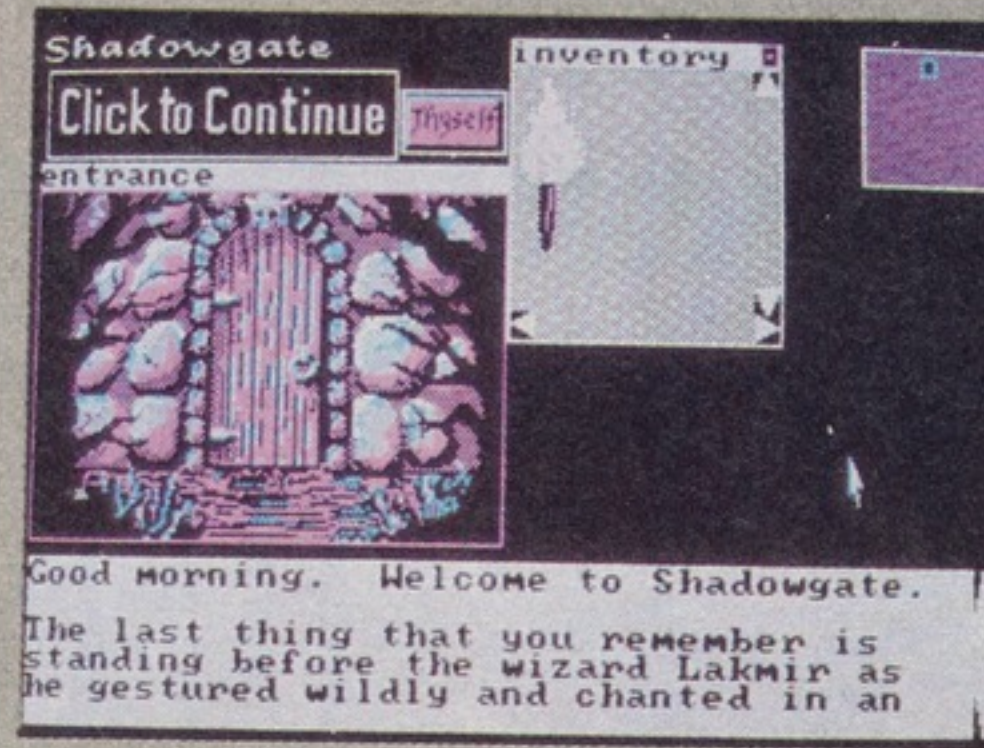 Shadowgate
Click to Continue
Thyself
inventory
entrance
Good morning.  Welcome to Shadowgate.
The last thing that you remember is
standing before the wizard Lakmir as
he gestured wildly and chanted in an